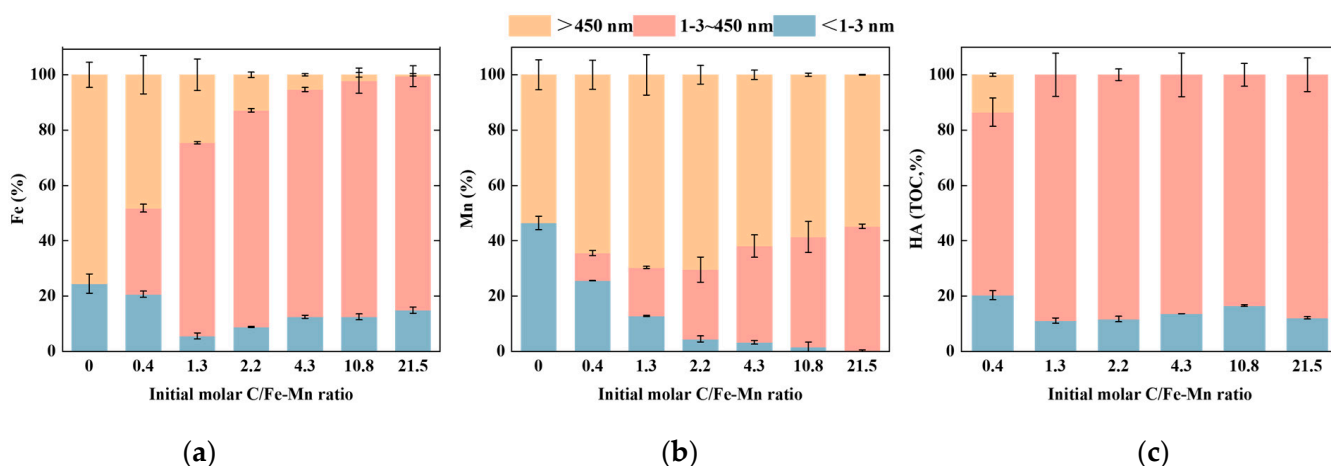 ＞450 nm 1-3~450 nm ＜1-3 nm
Fe (%)
100
80
60
40
20
0
0 0.4 1.3 2.2 4.3 10.8 21.5
Initial molar C/Fe-Mn ratio
(a)
Mn (%)
100
80
60
40
20
0
0 0.4 1.3 2.2 4.3 10.8 21.5
Initial molar C/Fe-Mn ratio
(b)
HA (TOC,%)
100
80
60
40
20
0
0.4 1.3 2.2 4.3 10.8 21.5
Initial molar C/Fe-Mn ratio
(c)